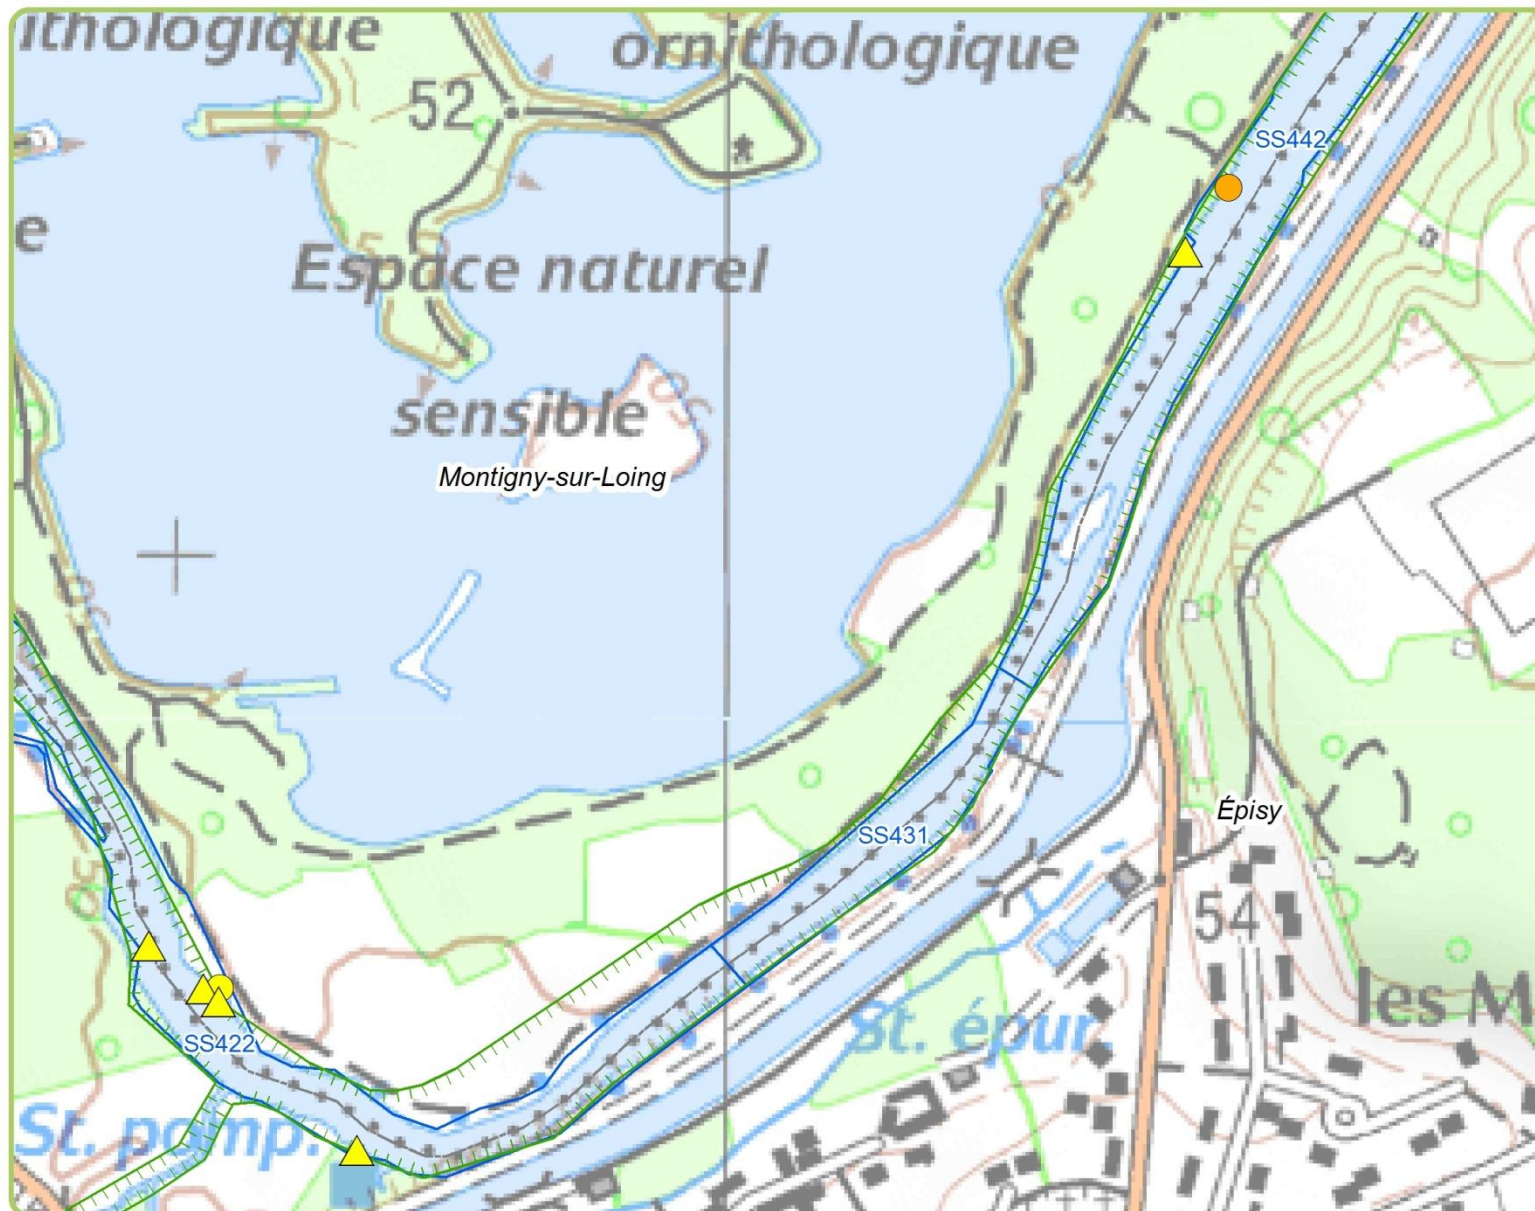 ithologique
ornithologique
52
SS442
e
Espace naturel
sensible
Montigny-sur-Loing
Épisy
SS431
54
les M
St. épur.
SS422
St. pomp.